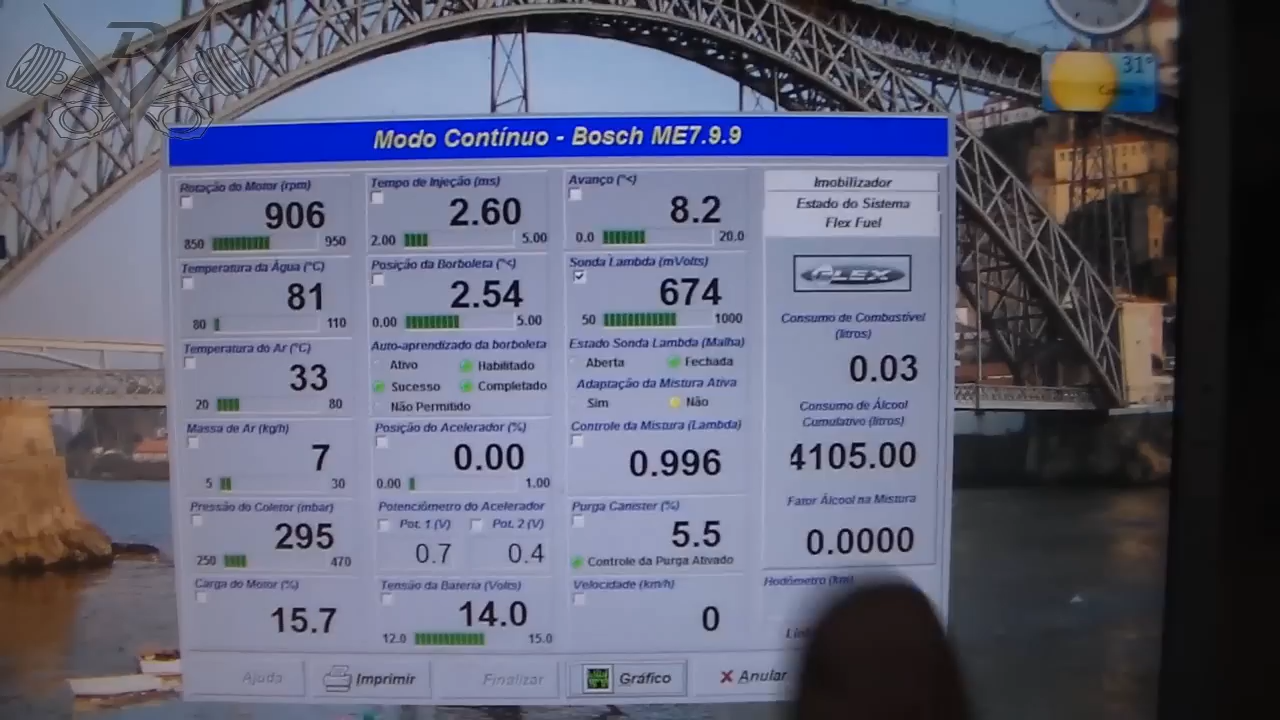 31°
Modo Contínuo - Bosch ME7.9.9
Rotação do Motor (rpm)
906
850 950
Temperatura da Água (°C)
81
80 110
Temperatura do Ar (°C)
33
20 80
Massa de Ar (kg/h)
7
5 30
Pressão do Coletor (mbar)
295
250 470
Carga do Motor (%)
15.7
Tempo de Injeção (ms)
2.60
2.00 5.00
Posição da Borboleta (°<)
2.54
0.00 5.00
Auto-aprendizado da borboleta
Ativo Habilitado
Sucesso Completado
Não Permitido
Posição do Acelerador (%)
0.00
0.00 1.00
Potenciômetro do Acelerador
Pot. 1 (V) Pot. 2 (V)
0.7 0.4
Tensão da Bateria (Volts)
14.0
12.0 15.0
Avanço (°<)
8.2
0.0 20.0
Sonda Lambda (mVolts)
674
50 1000
Estado Sonda Lambda (Malha)
Aberta Fechada
Adaptação da Mistura Ativa
Sim Não
Controle da Mistura (Lambda)
0.996
Purga Canister (%)
5.5
Controle da Purga Ativado
Velocidade (km/h)
0
Imobilizador
Estado do Sistema
Flex Fuel
FLEX
Consumo de Combustível
(litros)
0.03
Consumo de Álcool
Cumulativo (litros)
4105.00
Fator Álcool na Mistura
0.0000
Hodômetro (km)
Ajuda Imprimir Finalizar Gráfico Anular